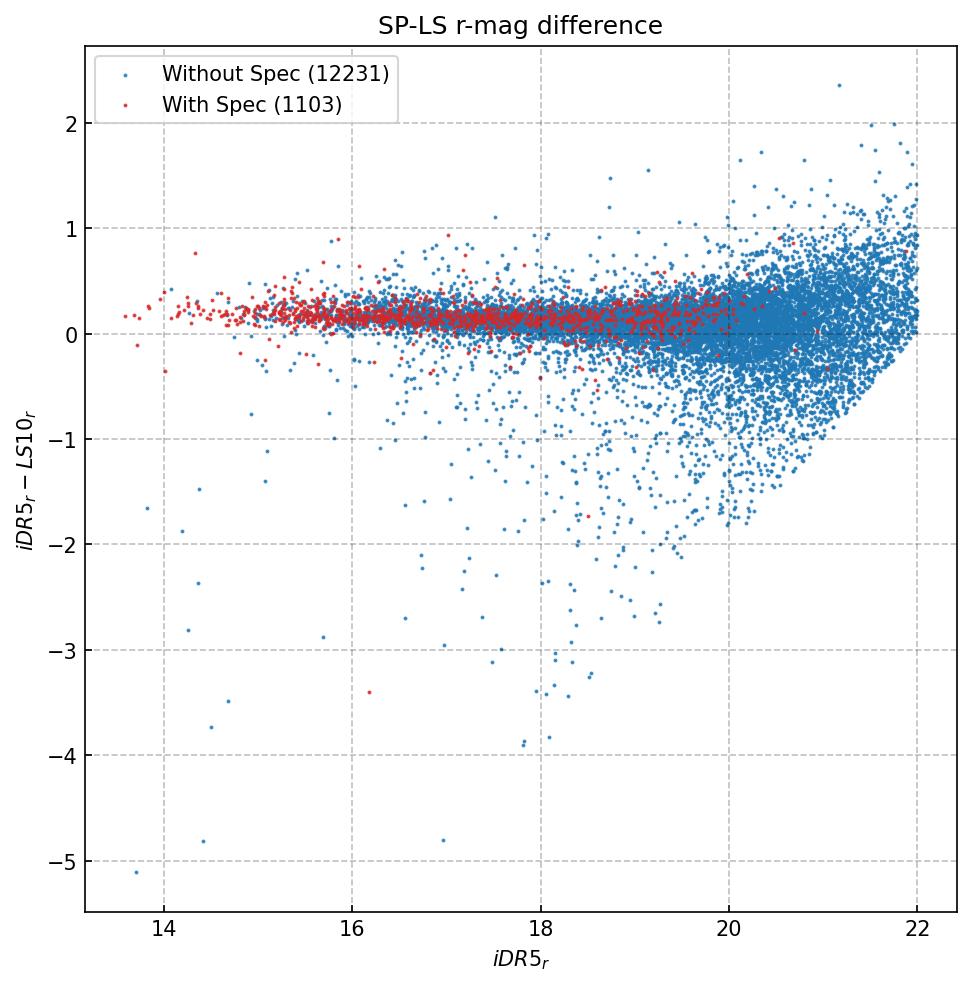 SP-LS r-mag difference
Without Spec (12231)
With Spec (1103)
2
1
0
−1
−2
−3
−4
−5
iDR5r − LS10r
14 16 18 20 22
iDR5r